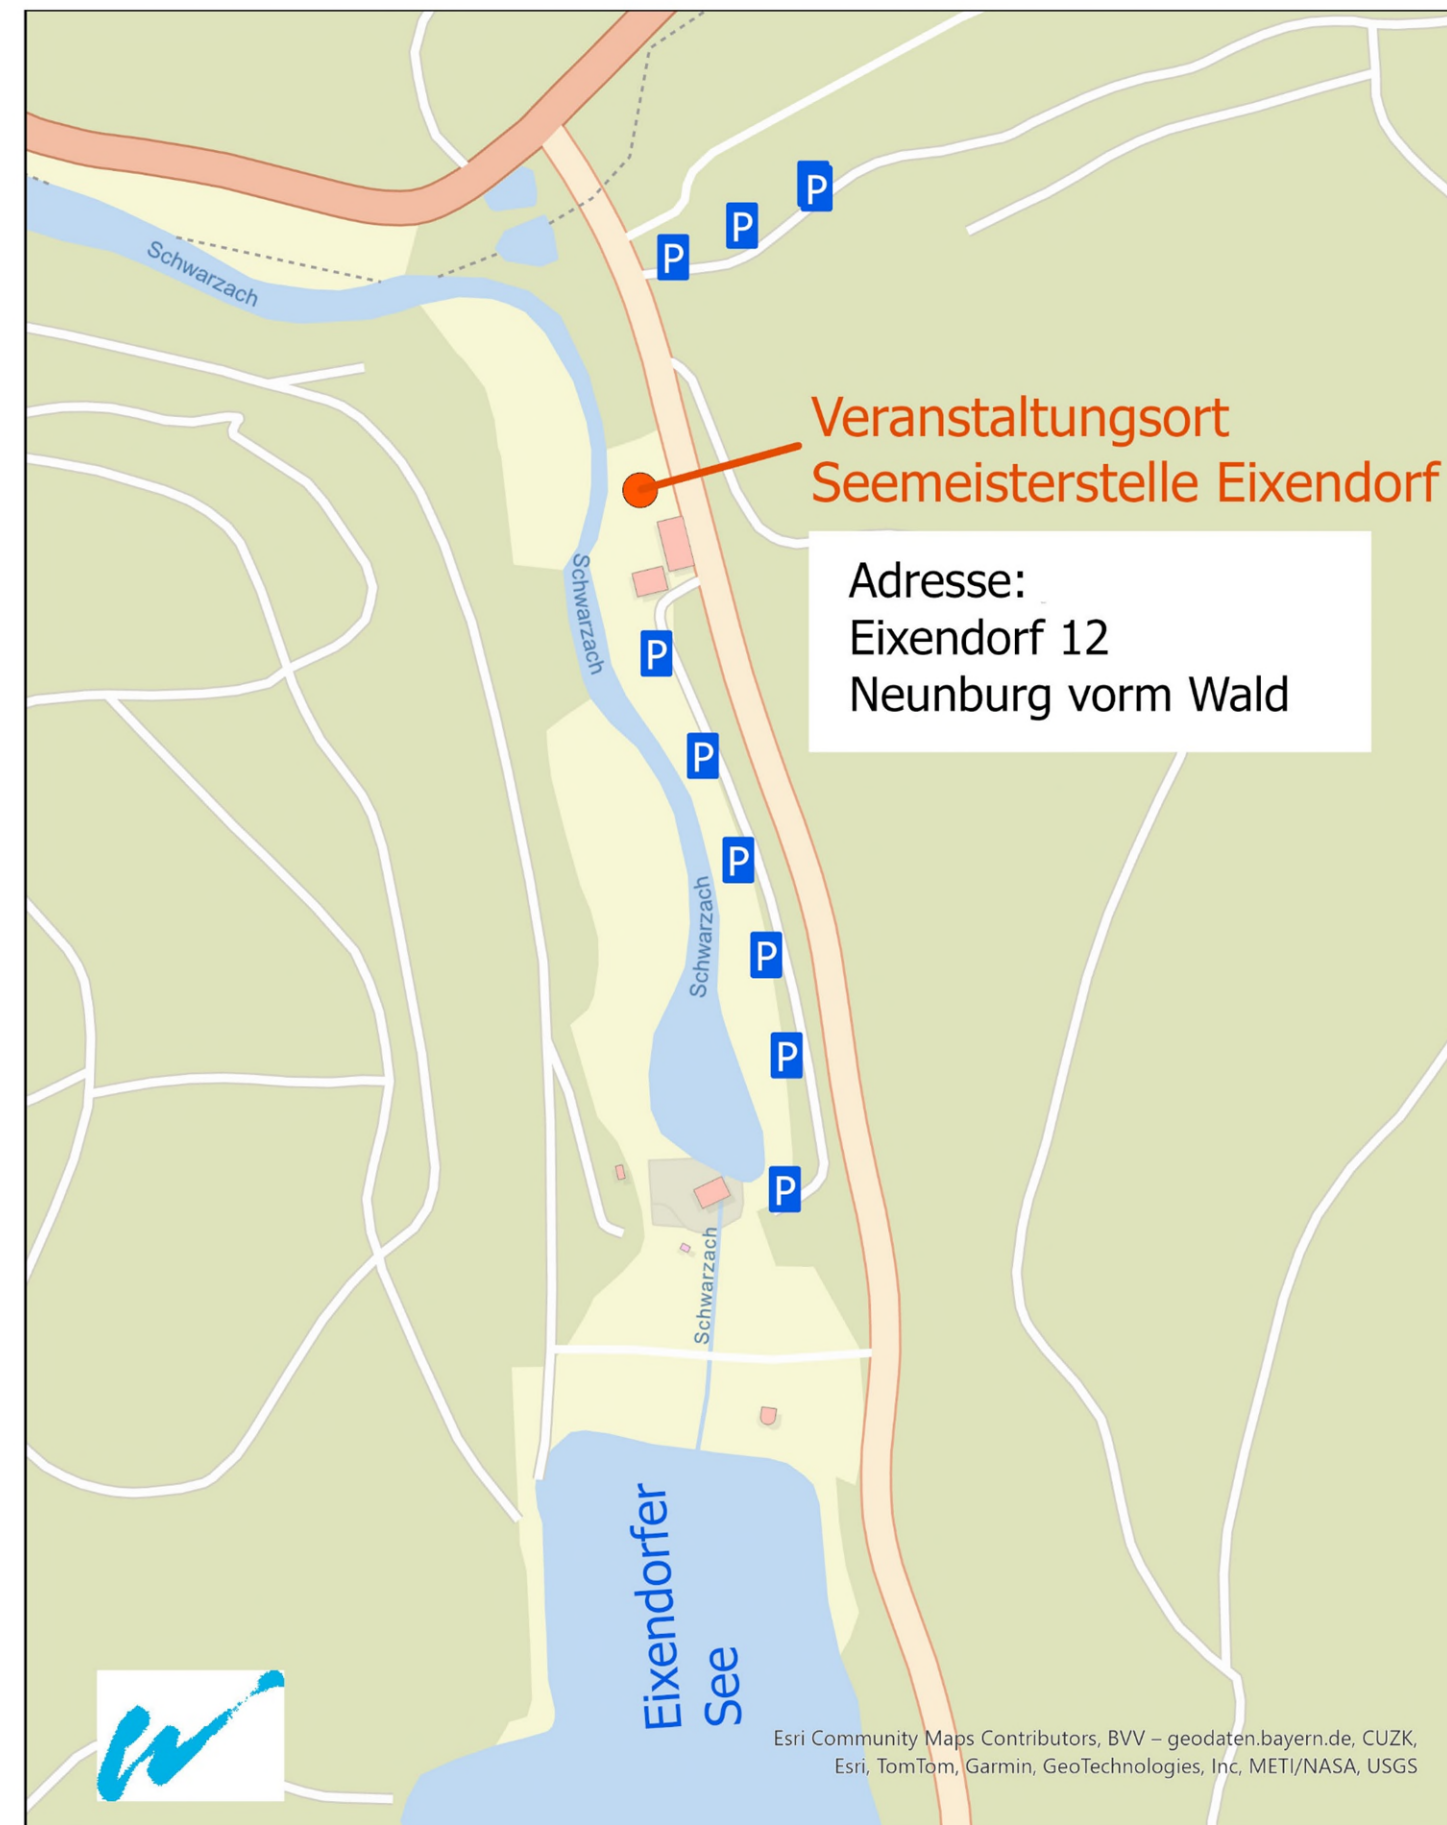 P
P
P
Schwarzach
Veranstaltungsort
Seemeisterstelle Eixendorf
Adresse:
Eixendorf 12
Neunburg vorm Wald
Schwarzach
P
P
P
Schwarzach
P
P
P
Schwarzach
Eixendorfer
See
Esri Community Maps Contributors, BVV – geodaten.bayern.de, CUZK,
Esri, TomTom, Garmin, GeoTechnologies, Inc, METI/NASA, USGS